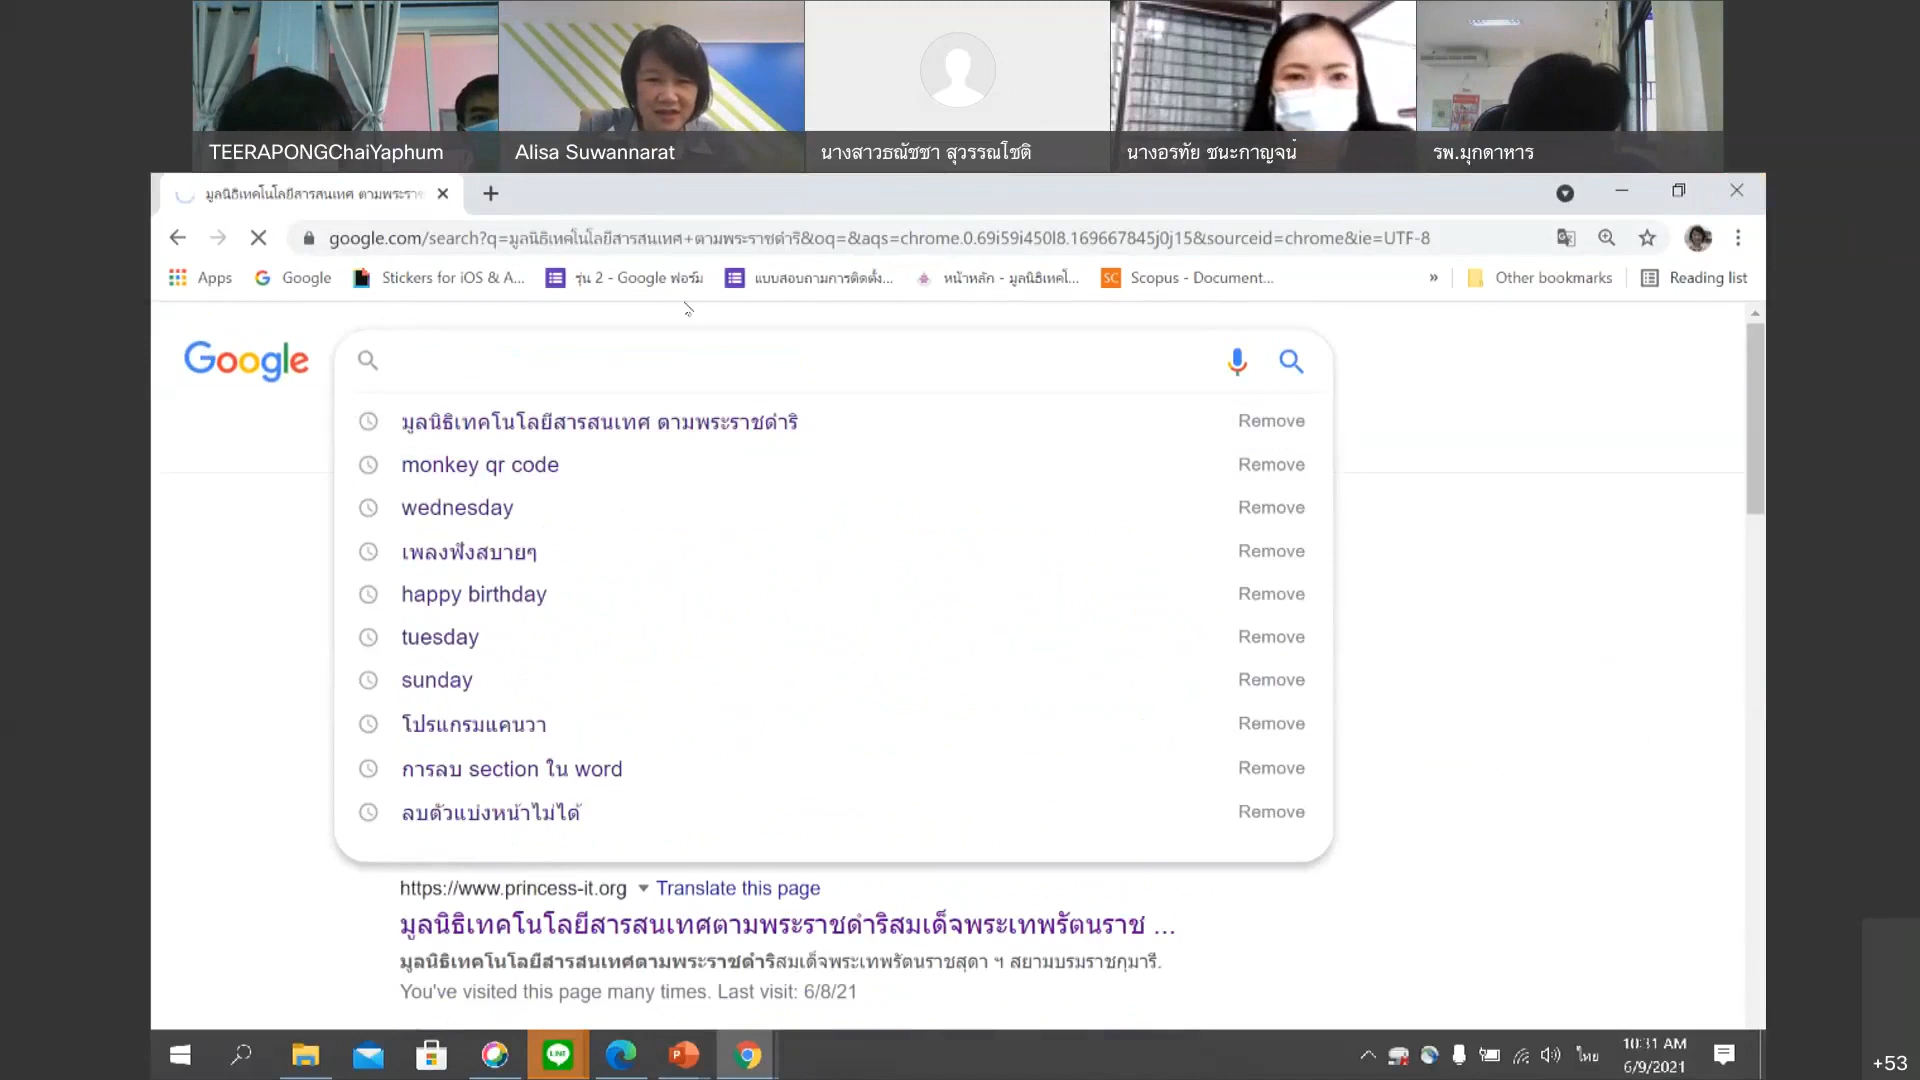 TEERAPONGChaiYaphum
Alisa Suwannarat
นางสาวธณัชชา สุวรรณโชติ
นางอรทัย ชนะกาญจน์
รพ.มุกดาหาร
มูลนิธิเทคโนโลยีสารสนเทศ ตามพระราช
google.com/search?q=มูลนิธิเทคโนโลยีสารสนเทศ+ตามพระราชดำริ&oq=&aqs=chrome.0.69i59i450l8.169667845j0j15&sourceid=chrome&ie=UTF-8
Apps Google Stickers for iOS & A... รุ่น 2 - Google ฟอร์ม แบบสอบถามการติดตั้ง... หน้าหลัก - มูลนิธิเทคโ... SC Scopus - Document... » Other bookmarks Reading list
Google
มูลนิธิเทคโนโลยีสารสนเทศ ตามพระราชดำริ Remove
monkey qr code Remove
wednesday Remove
เพลงฟังสบายๆ Remove
happy birthday Remove
tuesday Remove
sunday Remove
โปรแกรมแคนวา Remove
การลบ section ใน word Remove
ลบตัวแบ่งหน้าไม่ได้ Remove
https://www.princess-it.org Translate this page
มูลนิธิเทคโนโลยีสารสนเทศตามพระราชดำริสมเด็จพระเทพรัตนราช ...
มูลนิธิเทคโนโลยีสารสนเทศตามพระราชดำริสมเด็จพระเทพรัตนราชสุดา ฯ สยามบรมราชกุมารี.
You've visited this page many times. Last visit: 6/8/21
LINE
P
ไทย
10:31 AM
6/9/2021
+53